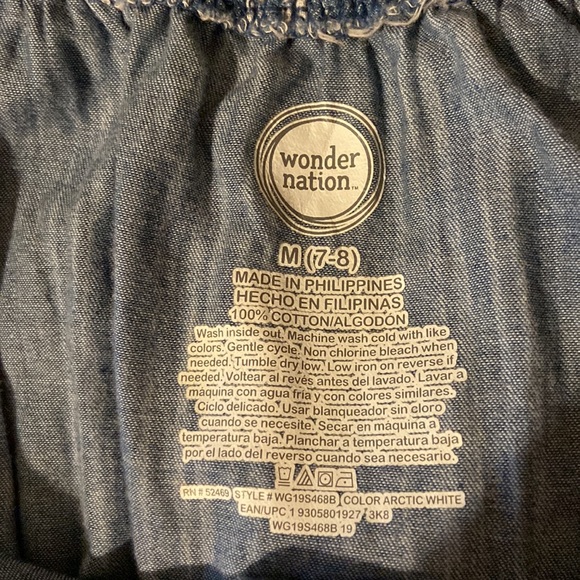 wonder
nation™
M (7-8)
MADE IN PHILIPPINES
HECHO EN FILIPINAS
100% COTTON/ALGODÓN
Wash inside out. Machine wash cold with like
colors. Gentle cycle. Non chlorine bleach when
needed. Tumble dry low. Low iron on reverse if
needed. Voltear al revés antes del lavado. Lavar a
máquina con agua fría y con colores similares.
Ciclo delicado. Usar blanqueador sin cloro
cuando se necesite. Secar en máquina a
temperatura baja. Planchar a temperatura baja
por el lado del reverso cuando sea necesario.
RN # 52469 STYLE # WG19S468B COLOR ARCTIC WHITE
EAN/UPC 1 9305801927 3K8
WG19S468B 19